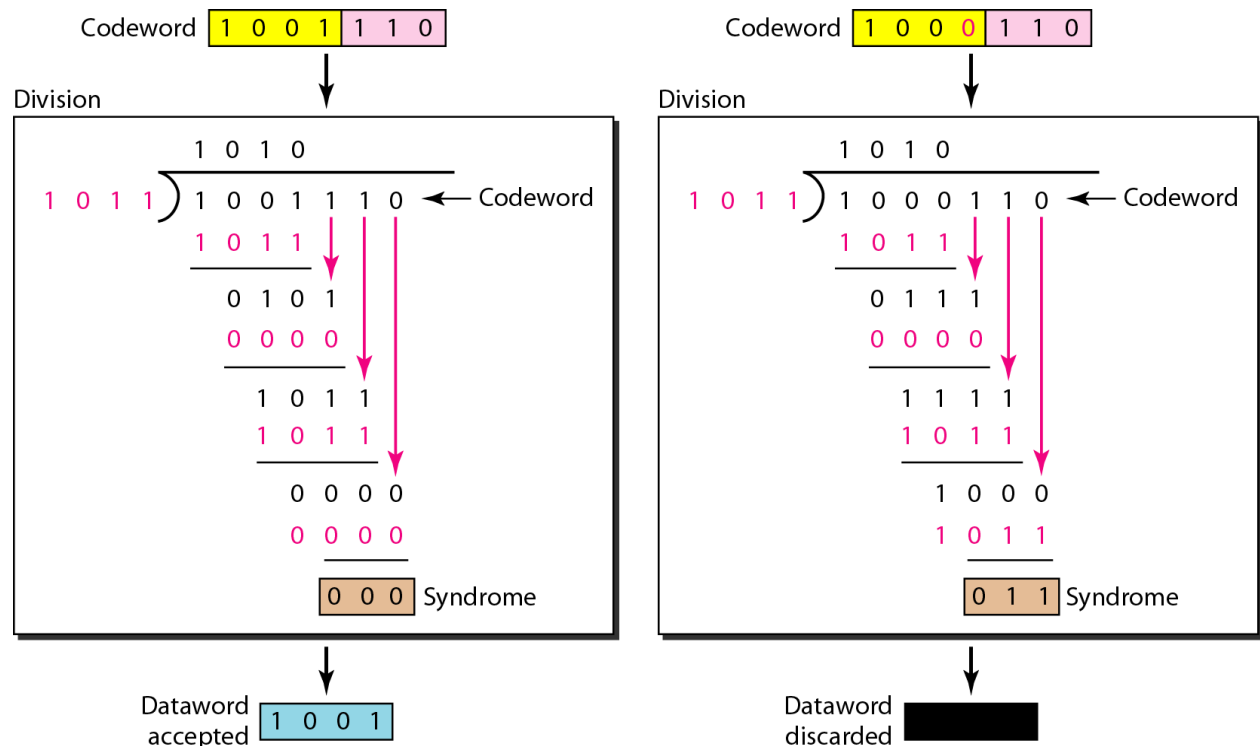 Codeword 1 0 0 1 1 1 0
Division
1 0 1 0
1 0 1 1 1 0 0 1 1 1 0 Codeword
1 0 1 1
0 1 0 1
0 0 0 0
1 0 1 1
1 0 1 1
0 0 0 0
0 0 0 0
0 0 0 Syndrome
Dataword
accepted
1 0 0 1
Codeword 1 0 0 0 1 1 0
Division
1 0 1 0
1 0 1 1 1 0 0 0 1 1 0 Codeword
1 0 1 1
0 1 1 1
0 0 0 0
1 1 1 1
1 0 1 1
1 0 0 0
1 0 1 1
0 1 1 Syndrome
Dataword
discarded